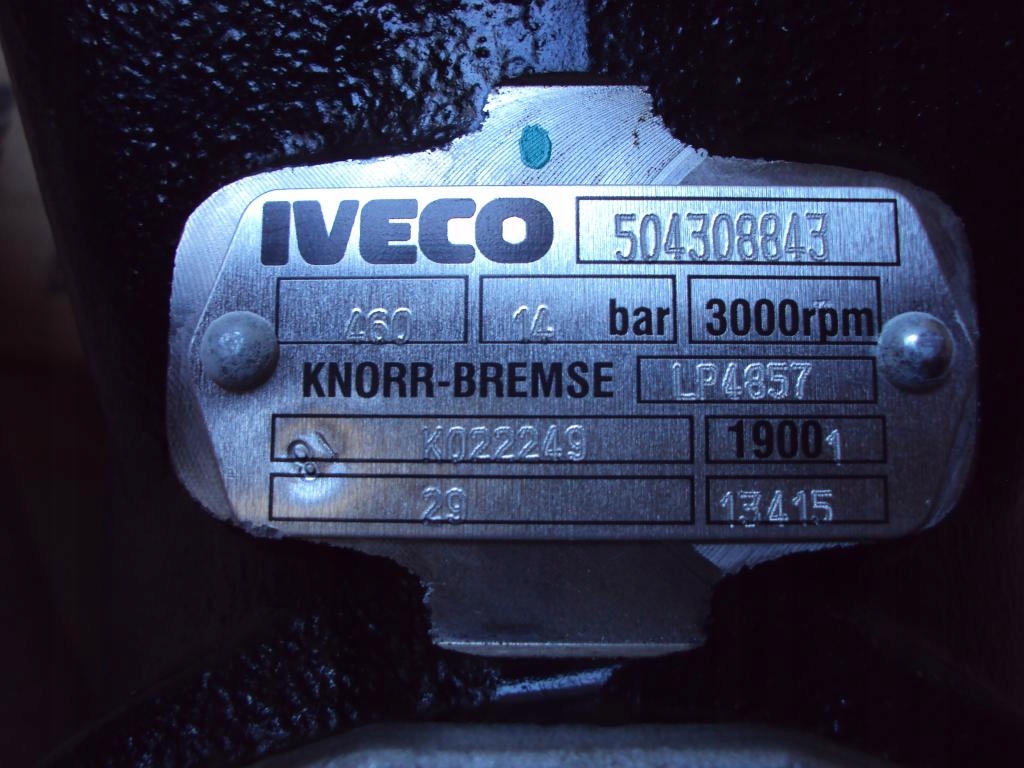 IVECO 504308843
460 14 bar 3000rpm
KNORR-BREMSE LP4857
K022249 19001
29 13415